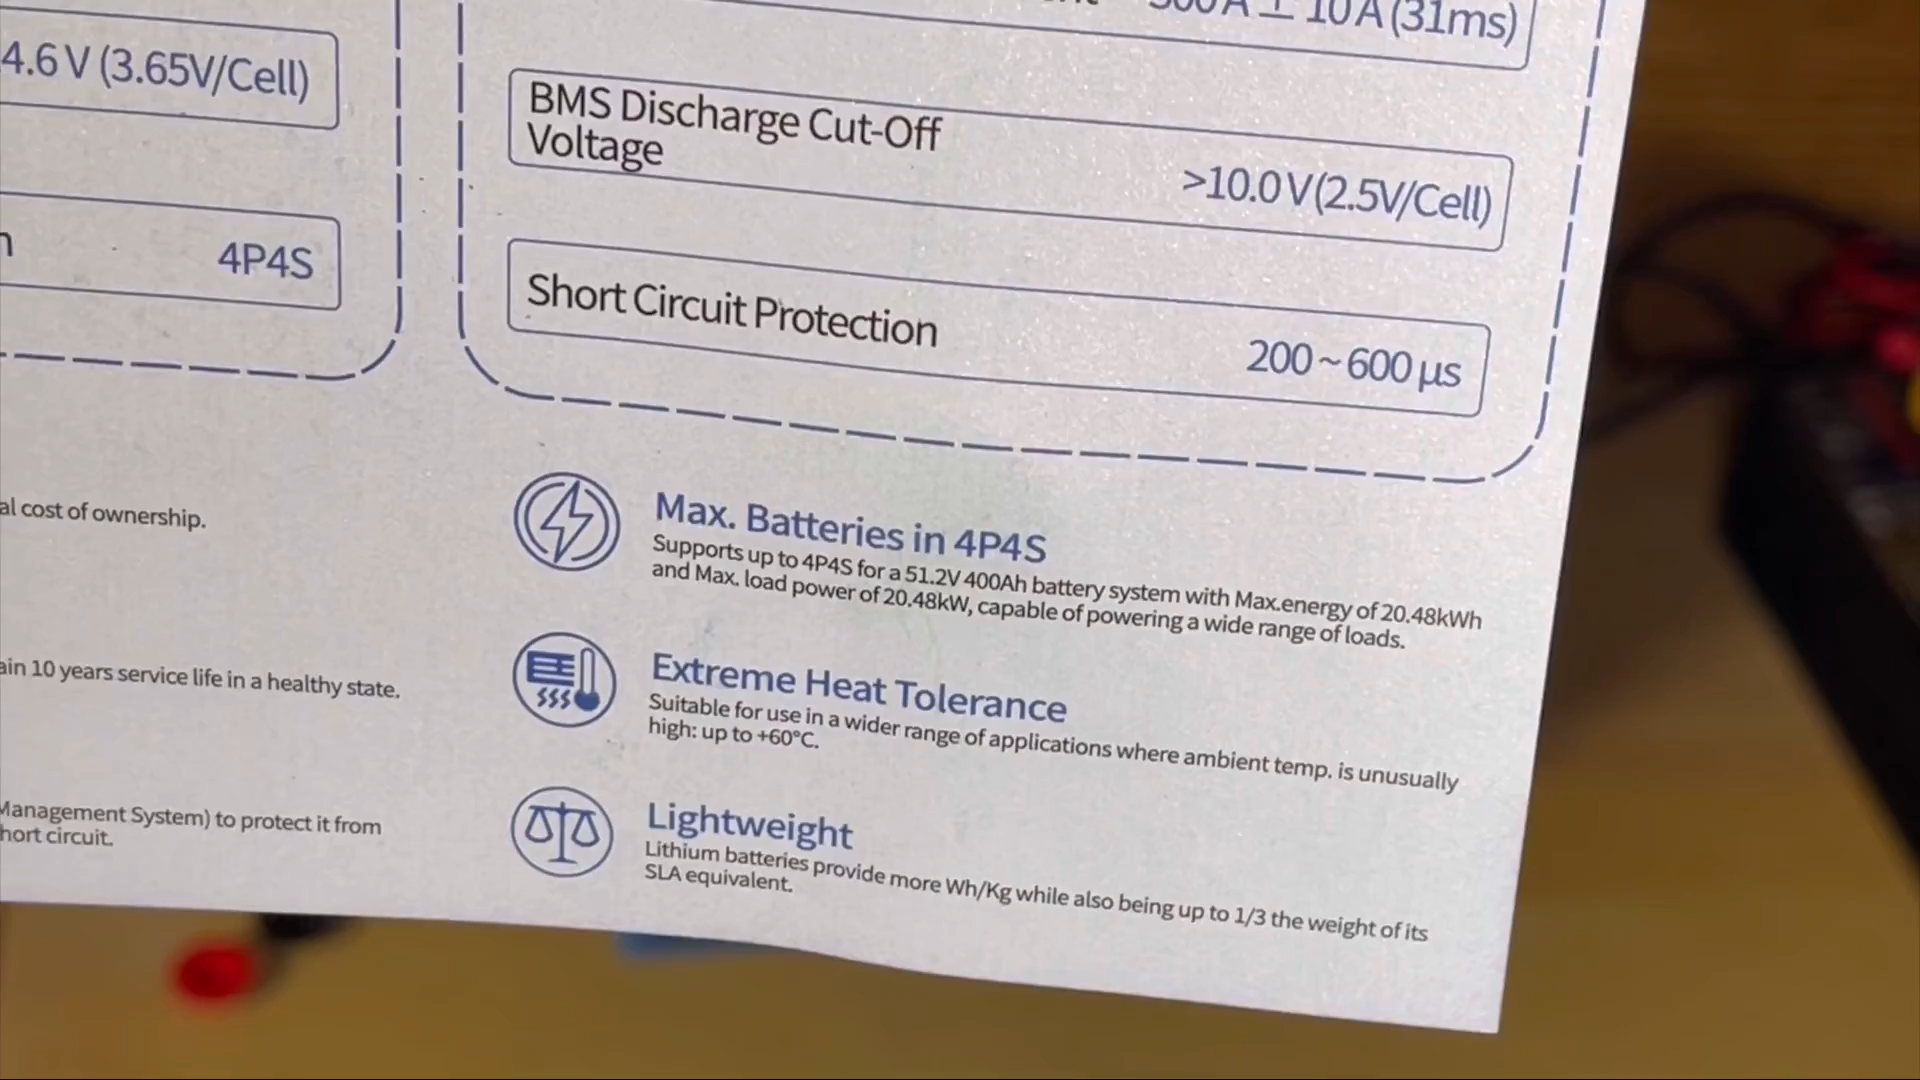 4.6 V (3.65V/Cell)
4P4S
10 A (31ms)
BMS Discharge Cut-Off
Voltage
>10.0 V(2.5V/Cell)
Short Circuit Protection
200 ~ 600 μs
cost of ownership.
10 years service life in a healthy state.
Management System) to protect it from
circuit.
Max. Batteries in 4P4S
Supports up to 4P4S for a 51.2V 400Ah battery system with Max.energy of 20.48kWh
and Max. load power of 20.48kW, capable of powering a wide range of loads.
Extreme Heat Tolerance
Suitable for use in a wider range of applications where ambient temp. is unusually
high: up to +60°C.
Lightweight
Lithium batteries provide more Wh/Kg while also being up to 1/3 the weight of its
SLA equivalent.